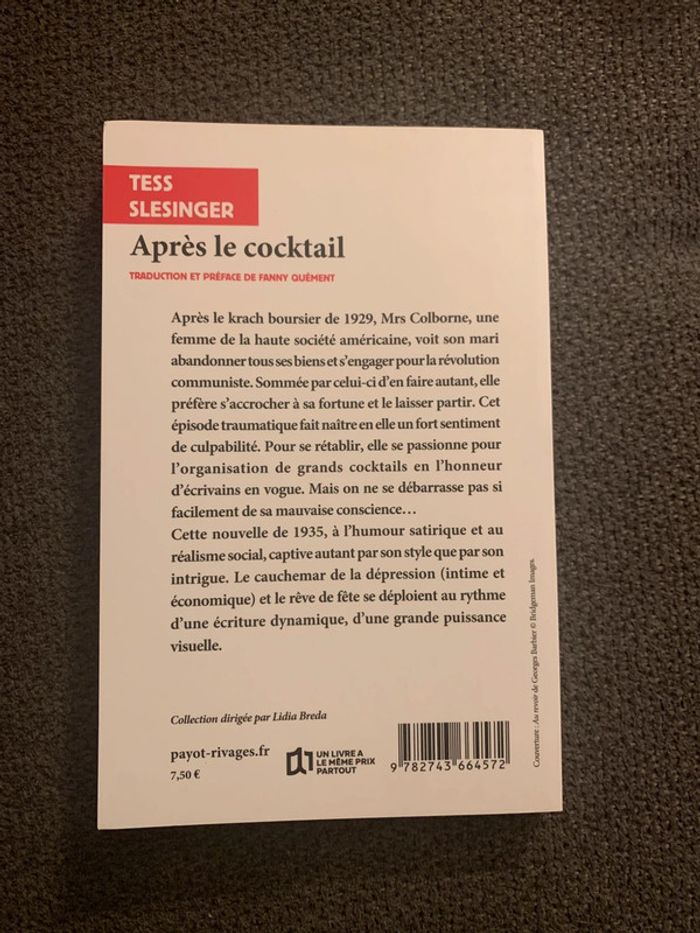 TESS
SLESINGER
Après le cocktail
TRADUCTION ET PRÉFACE DE FANNY QUÉMENT
Après le krach boursier de 1929, Mrs Colborne, une
femme de la haute société américaine, voit son mari
abandonner tous ses biens et s'engager pour la révolution
communiste. Sommée par celui-ci d'en faire autant, elle
préfère s'accrocher à sa fortune et le laisser partir. Cet
épisode traumatique fait naître en elle un fort sentiment
de culpabilité. Pour se rétablir, elle se passionne pour
l'organisation de grands cocktails en l'honneur
d'écrivains en vogue. Mais on ne se débarrasse pas si
facilement de sa mauvaise conscience…
Cette nouvelle de 1935, à l'humour satirique et au
réalisme social, captive autant par son style que par son
intrigue. Le cauchemar de la dépression (intime et
économique) et le rêve de fête se déploient au rythme
d'une écriture dynamique, d'une grande puissance
visuelle.
Collection dirigée par Lidia Breda
payot-rivages.fr
7,50 €
UN LIVRE A
LE MÊME PRIX
PARTOUT
9 782743 664572
Couverture : Au revoir de Georges Barbier © Bridgeman Images.